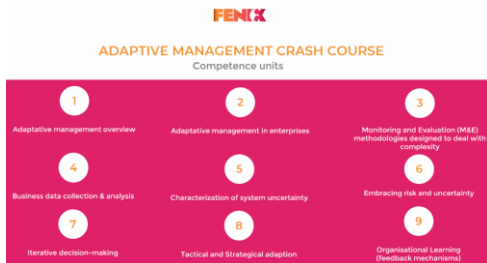 FENIX
ADAPTIVE MANAGEMENT CRASH COURSE
Competence units
1
Adaptative management overview
2
Adaptative management in enterprises
3
Monitoring and Evaluation (M&E)
methodologies designed to deal with
complexity
4
Business data collection & analysis
5
Characterization of system uncertainty
6
Embracing risk and uncertainty
7
Iterative decision-making
8
Tactical and Strategical adaption
9
Organisational Learning
(feedback mechanisms)